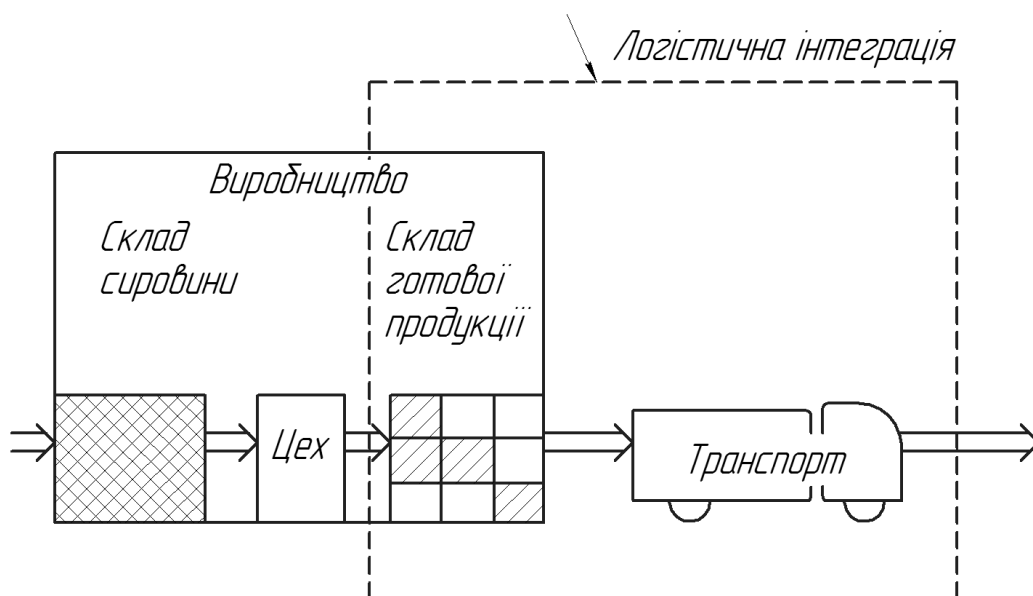 Логістична інтеграція
Виробництво
Склад
сировини
Склад
готової
продукції
Цех
Транспорт